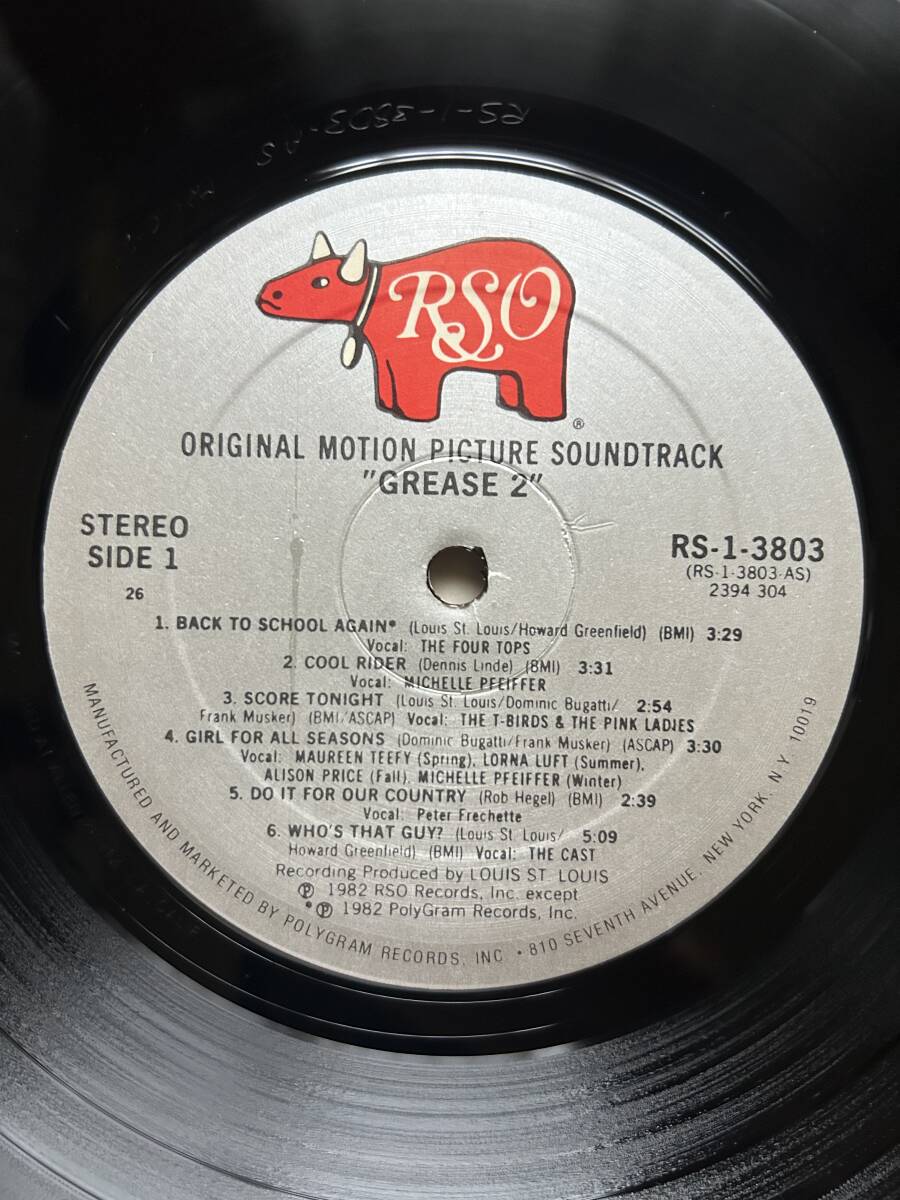 RS-1-3803-AS
RSO
®
ORIGINAL MOTION PICTURE SOUNDTRACK
"GREASE 2"
STEREO
SIDE 1
26
RS-1-3803
(RS-1-3803-AS)
2394 304
1. BACK TO SCHOOL AGAIN* (Louis St. Louis/Howard Greenfield) (BMI) 3:29
Vocal: THE FOUR TOPS
2. COOL RIDER (Dennis Linde) (BMI) 3:31
Vocal: MICHELLE PFEIFFER
3. SCORE TONIGHT (Louis St. Louis/Dominic Bugatti/ 2:54
Frank Musker) (BMI/ASCAP) Vocal: THE T-BIRDS & THE PINK LADIES
4. GIRL FOR ALL SEASONS (Dominic Bugatti/Frank Musker) (ASCAP) 3:30
Vocal: MAUREEN TEEFY (Spring), LORNA LUFT (Summer),
ALISON PRICE (Fall), MICHELLE PFEIFFER (Winter)
5. DO IT FOR OUR COUNTRY (Rob Hegel) (BMI) 2:39
Vocal: Peter Frechette
6. WHO'S THAT GUY? (Louis St. Louis/ 5:09
Howard Greenfield) (BMI) Vocal: THE CAST
Recording Produced by LOUIS ST. LOUIS
℗ 1982 RSO Records, Inc. except
*℗ 1982 PolyGram Records, Inc.
MANUFACTURED AND MARKETED BY POLYGRAM RECORDS, INC • 810 SEVENTH AVENUE, NEW YORK, N.Y. 10019